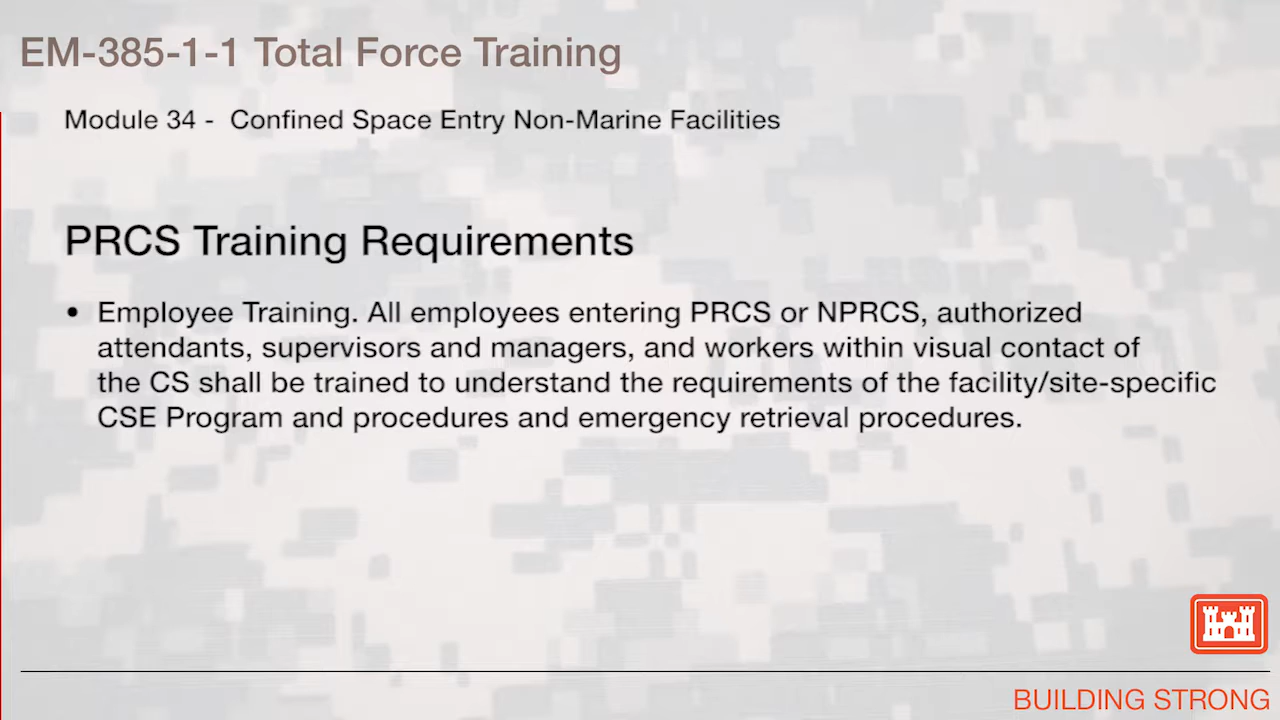 EM-385-1-1 Total Force Training
Module 34 -  Confined Space Entry Non-Marine Facilities
PRCS Training Requirements
• Employee Training. All employees entering PRCS or NPRCS, authorized
attendants, supervisors and managers, and workers within visual contact of
the CS shall be trained to understand the requirements of the facility/site-specific
CSE Program and procedures and emergency retrieval procedures.
BUILDING STRONG